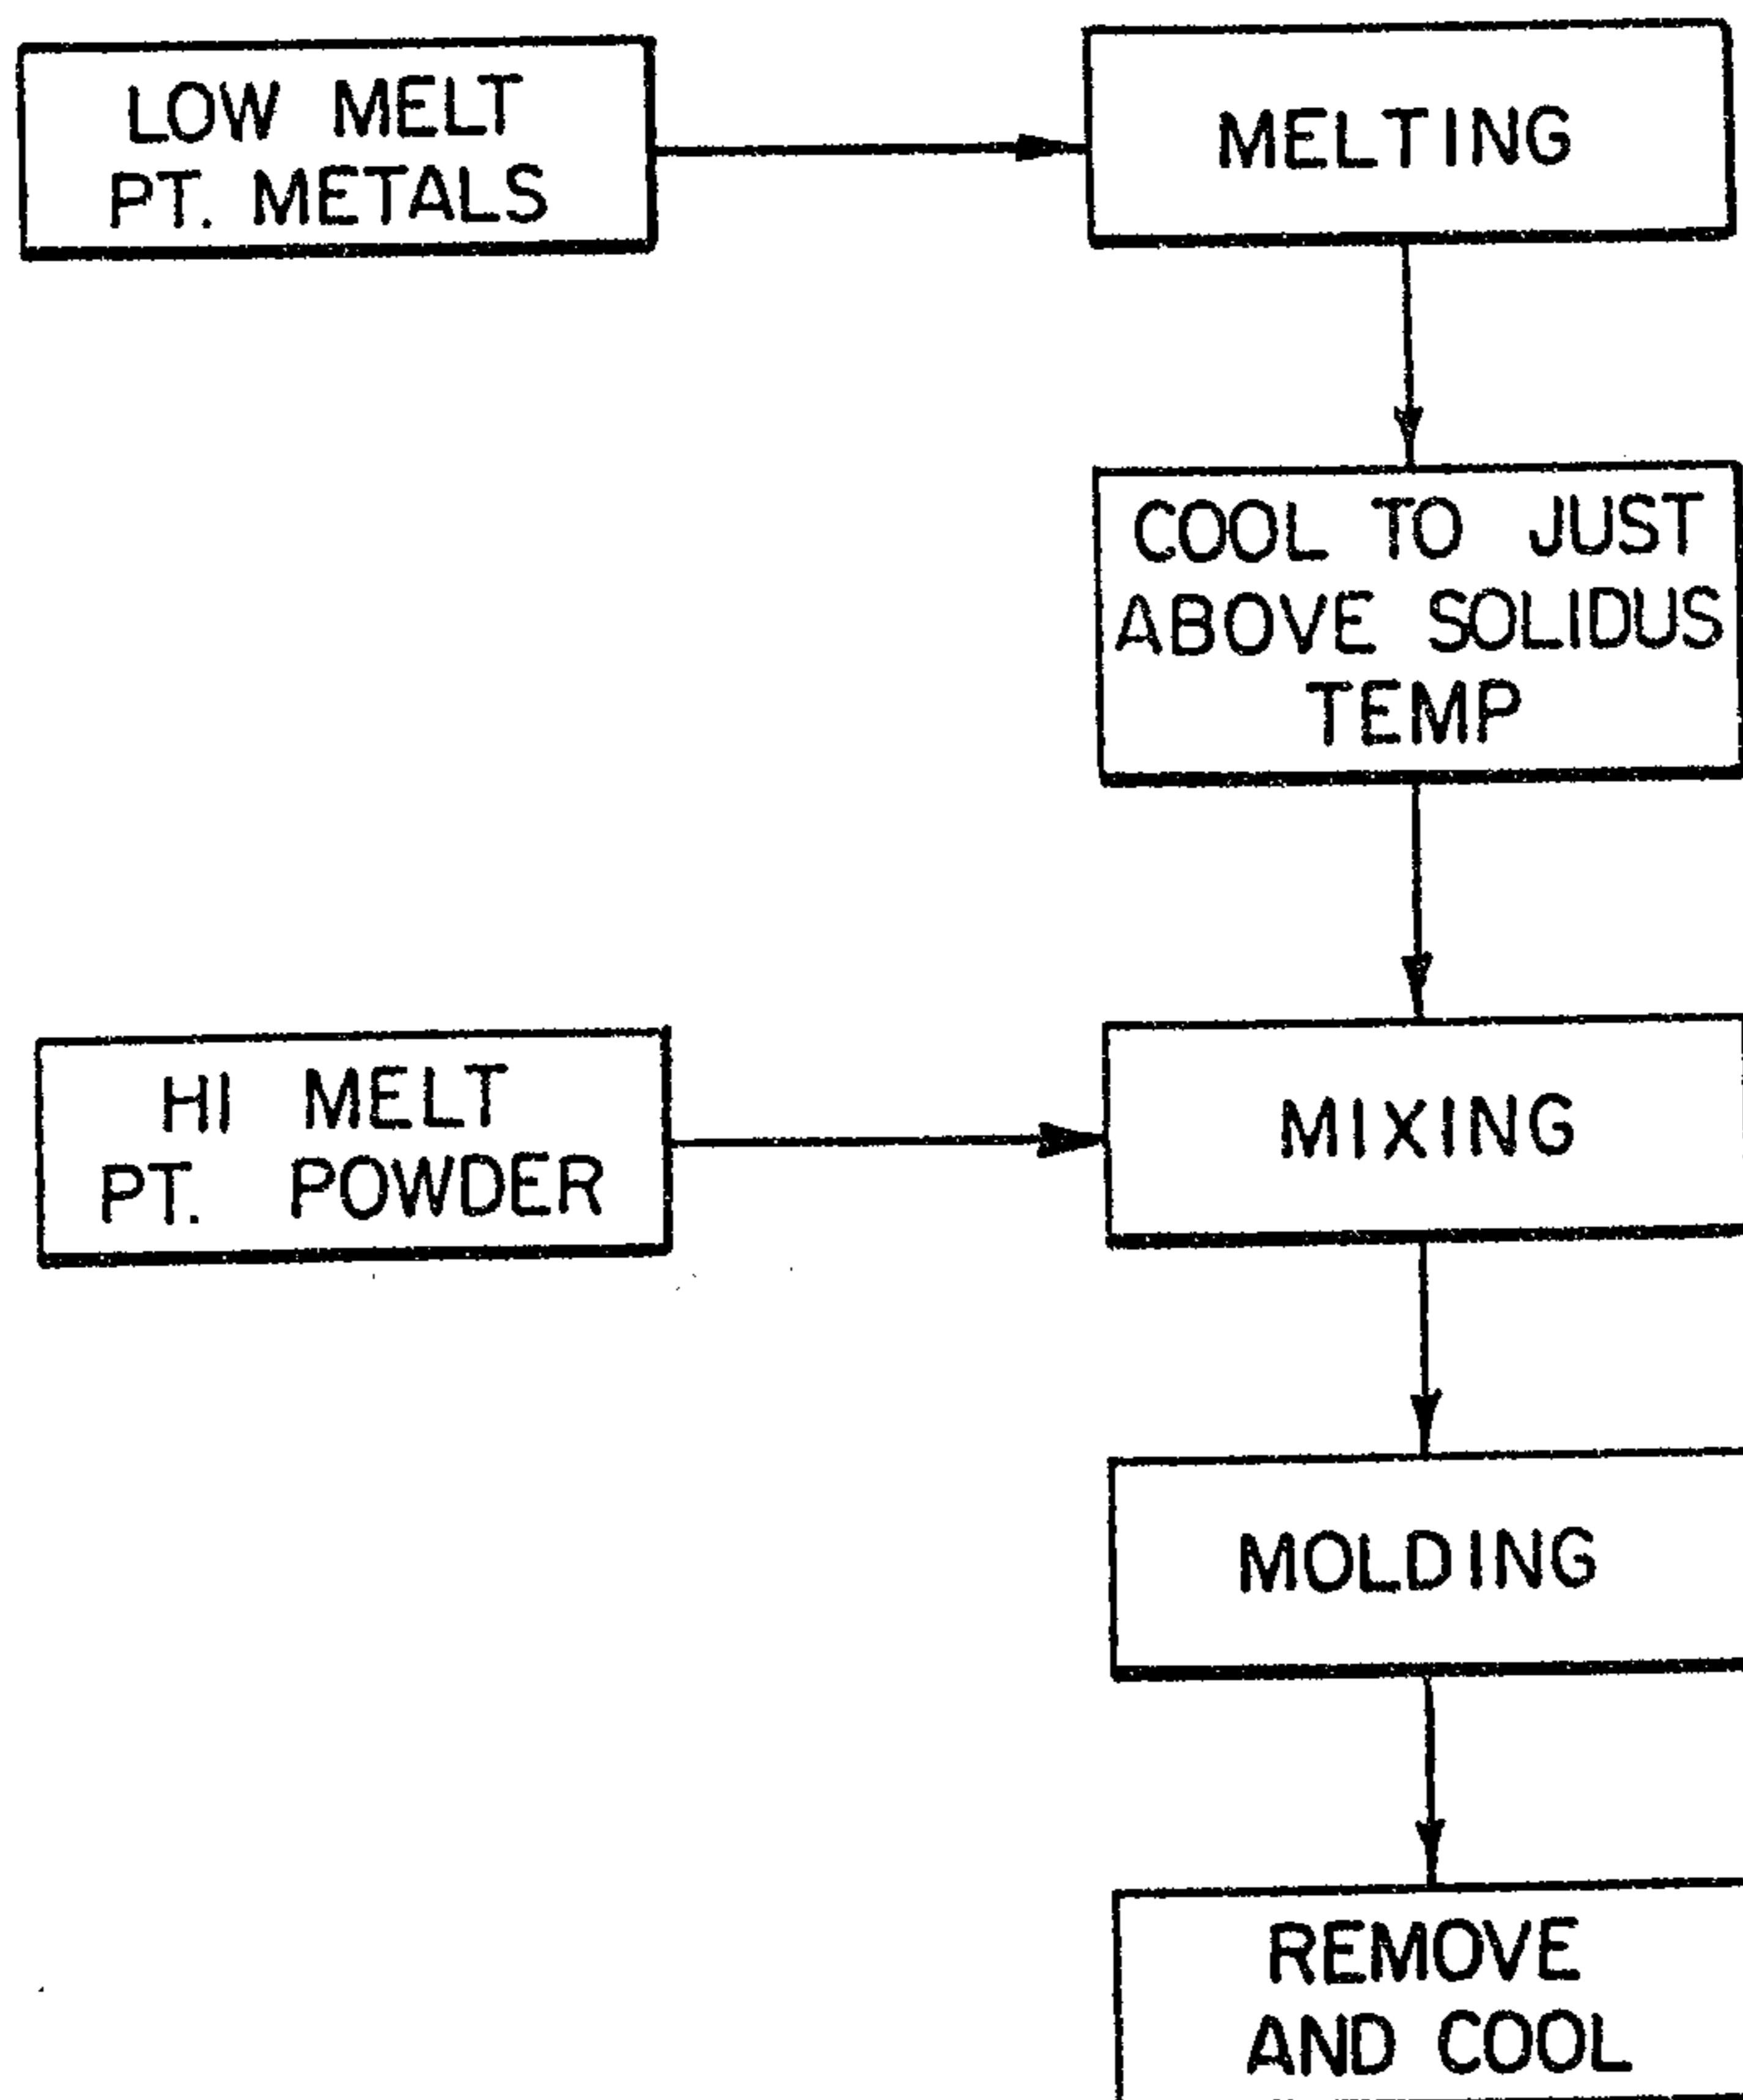 LOW MELT
PT. METALS
MELTING
COOL TO JUST
ABOVE SOLIDUS
TEMP
HI MELT
PT. POWDER
MIXING
MOLDING
REMOVE
AND COOL